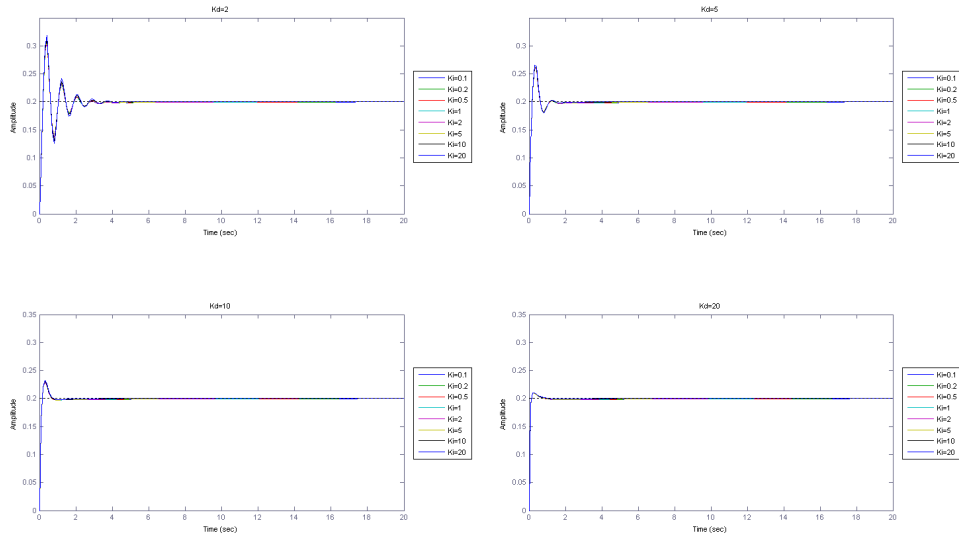 Kd=2
0.3
0.25
0.2
0.15
0.1
0.05
0
Amplitude
0 2 4 6 8 10 12 14 16 18 20
Time (sec)
Ki=0.1
Ki=0.2
Ki=0.5
Ki=1
Ki=2
Ki=5
Ki=10
Ki=20
Kd=5
0.3
0.25
0.2
0.15
0.1
0.05
0
Amplitude
0 2 4 6 8 10 12 14 16 18 20
Time (sec)
Ki=0.1
Ki=0.2
Ki=0.5
Ki=1
Ki=2
Ki=5
Ki=10
Ki=20
Kd=10
0.35
0.3
0.25
0.2
0.15
0.1
0.05
0
Amplitude
0 2 4 6 8 10 12 14 16 18 20
Time (sec)
Ki=0.1
Ki=0.2
Ki=0.5
Ki=1
Ki=2
Ki=5
Ki=10
Ki=20
Kd=20
0.35
0.3
0.25
0.2
0.15
0.1
0.05
0
Amplitude
0 2 4 6 8 10 12 14 16 18 20
Time (sec)
Ki=0.1
Ki=0.2
Ki=0.5
Ki=1
Ki=2
Ki=5
Ki=10
Ki=20